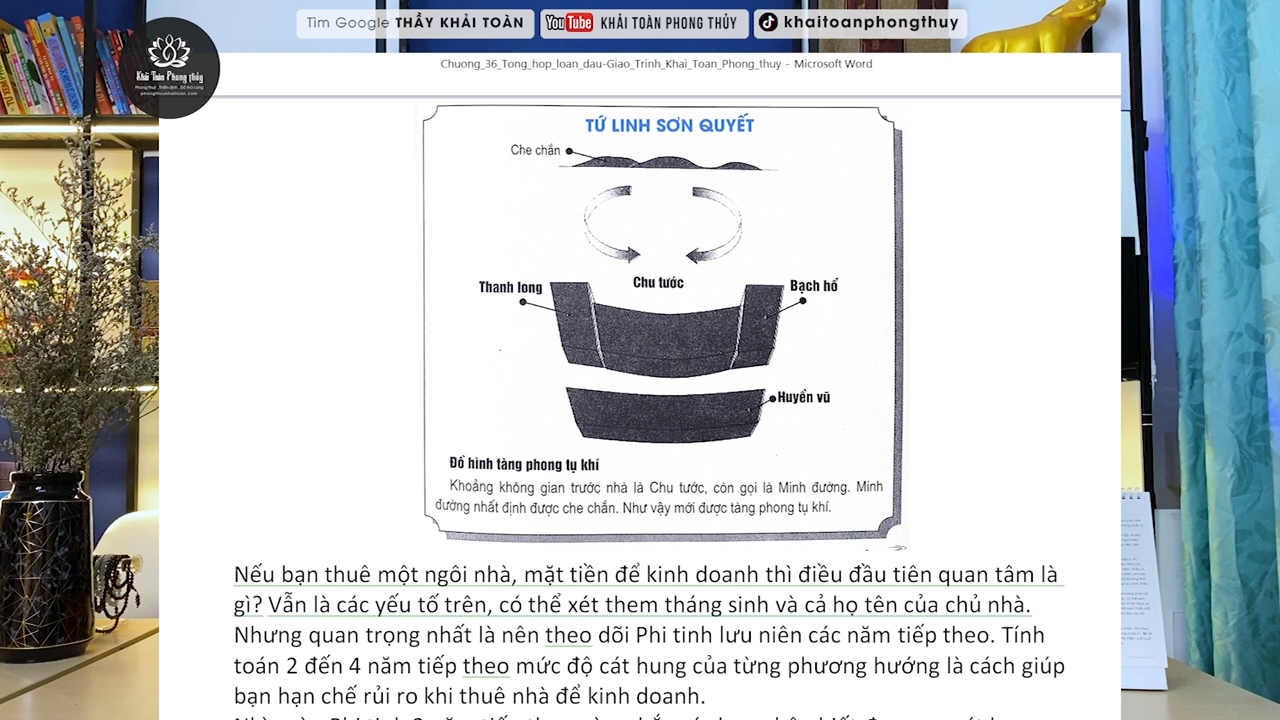 Tìm Google THẦY KHẢI TOÀN
YouTube KHẢI TOÀN PHONG THỦY
khaitoanphongthuy
Khải Toàn Phong thủy
phongthuykhaitoan.com
Chuong_36_Tong_hop_loan_dau-Giao_Trinh_Khai_Toan_Phong_thuy - Microsoft Word
TỨ LINH SƠN QUYẾT
Che chắn
Thanh long
Chu tước
Bạch hổ
Huyền vũ
Đồ hình tàng phong tụ khí
Khoảng không gian trước nhà là Chu tước, còn gọi là Minh đường. Minh
đường nhất định được che chắn. Như vậy mới được tàng phong tụ khí.
Nếu bạn thuê một ngôi nhà mặt tiền để kinh doanh thì điều đầu tiên quan tâm là
gì? Vẫn là các yếu tố trên, có thể xét thêm tháng sinh và cả họ tên của chủ nhà.
Nhưng quan trọng nhất là nên theo dõi Phi tinh lưu niên các năm tiếp theo. Tính
toán 2 đến 4 năm tiếp theo mức độ cát hung của từng phương hướng là cách giúp
bạn hạn chế rủi ro khi thuê nhà để kinh doanh.